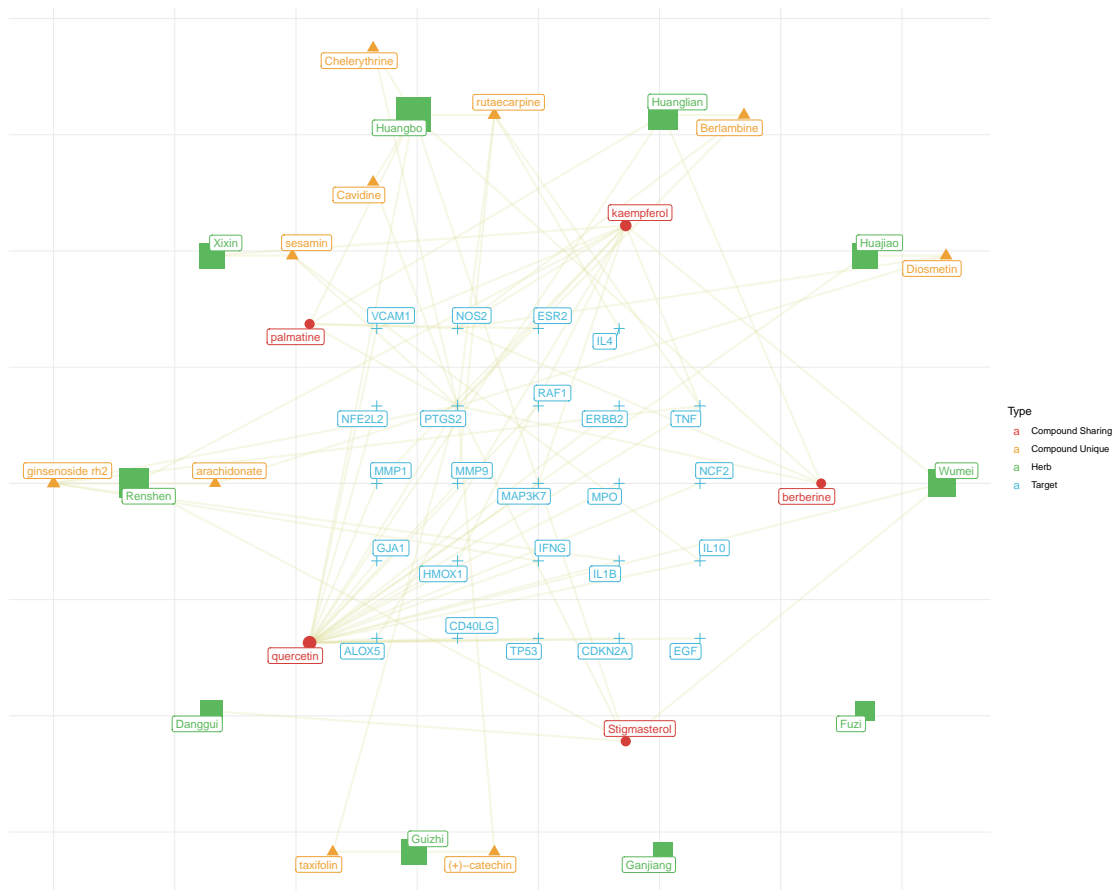 Chelerythrine
rutaecarpine
Huanglian
Huangbo
Berlambine
Cavidine
kaempferol
Xixin
sesamin
Huajiao
Diosmetin
VCAM1
NOS2
ESR2
palmatine
IL4
RAF1
NFE2L2
PTGS2
ERBB2
TNF
ginsenoside rh2
arachidonate
MMP1
MMP9
NCF2
Wumei
Renshen
MAP3K7
MPO
berberine
GJA1
IFNG
IL10
HMOX1
IL1B
CD40LG
quercetin
ALOX5
TP53
CDKN2A
EGF
Danggui
Stigmasterol
Fuzi
Guizhi
taxifolin
(+)−catechin
Ganjiang
Type
a Compound Sharing
a Compound Unique
a Herb
a Target